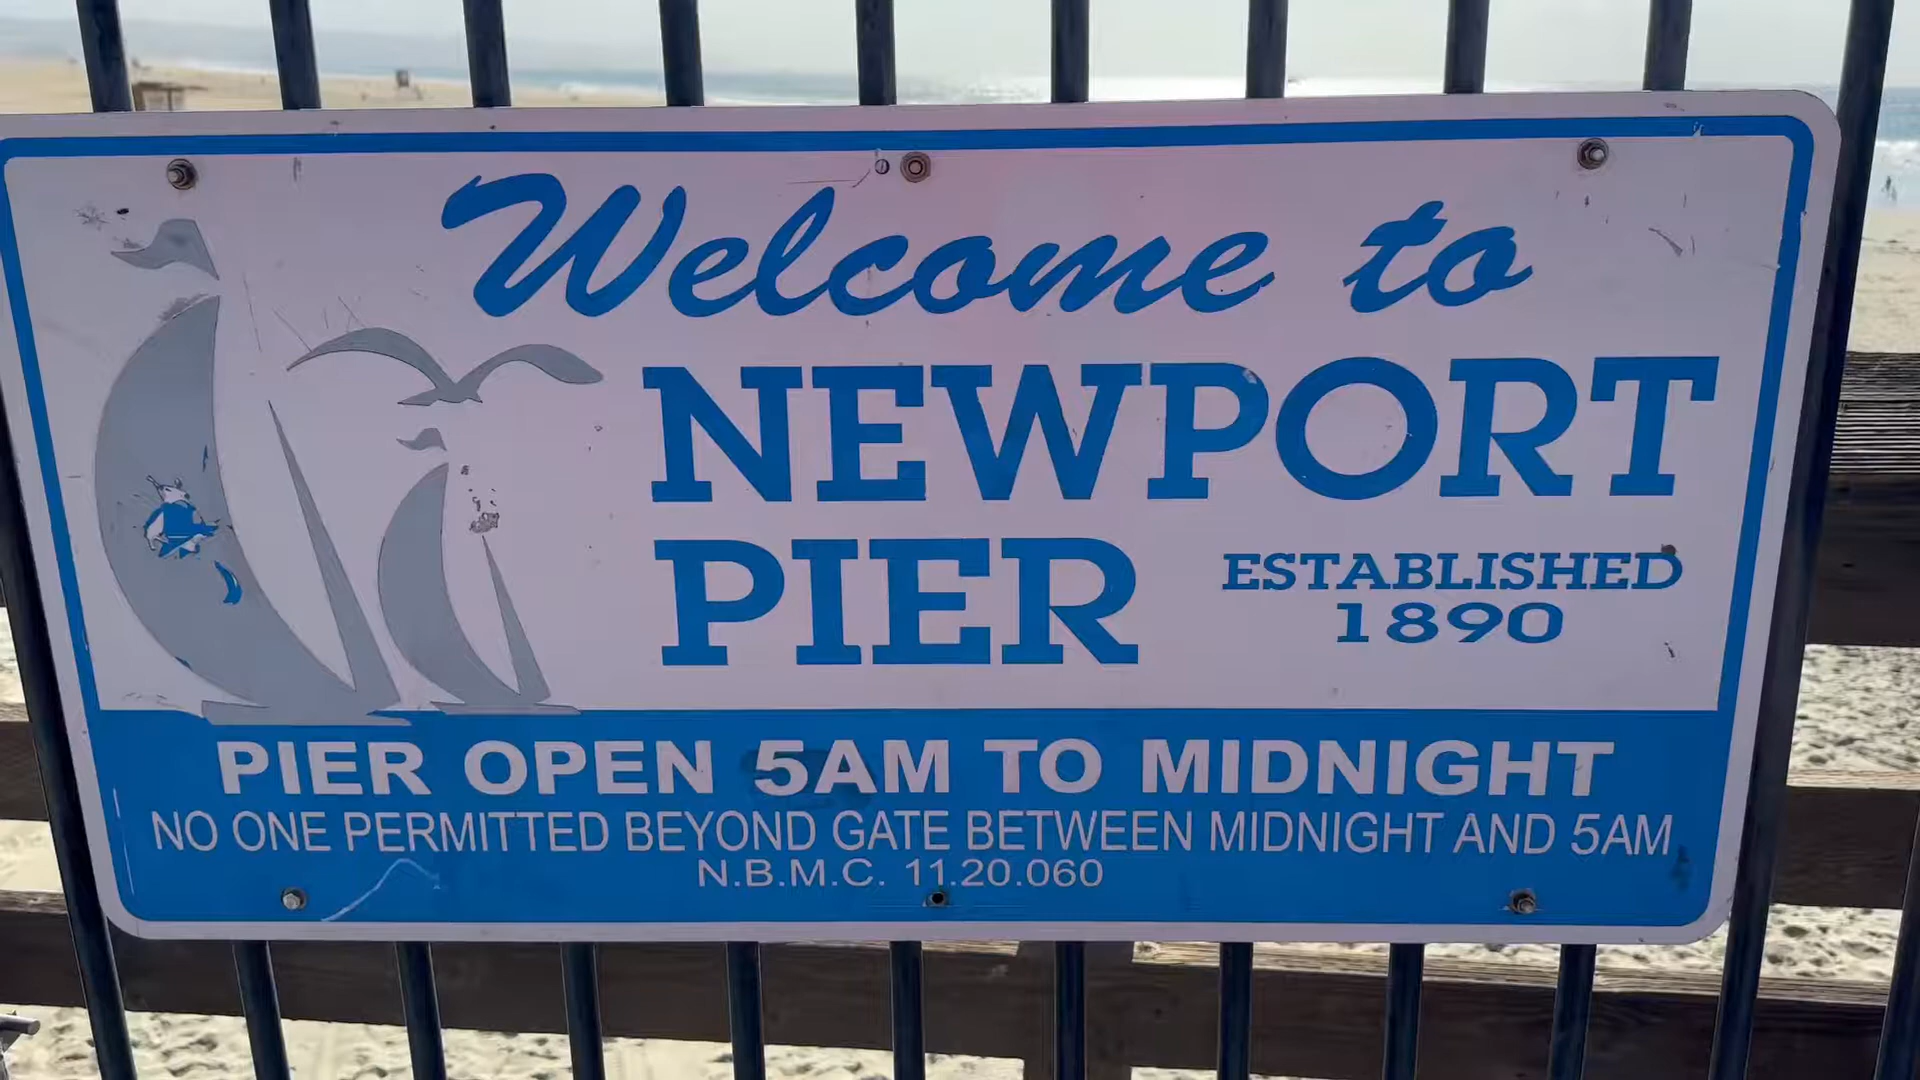 Welcome to
NEWPORT
PIER
ESTABLISHED
1890
PIER OPEN 5AM TO MIDNIGHT
NO ONE PERMITTED BEYOND GATE BETWEEN MIDNIGHT AND 5AM
N.B.M.C. 11.20.060